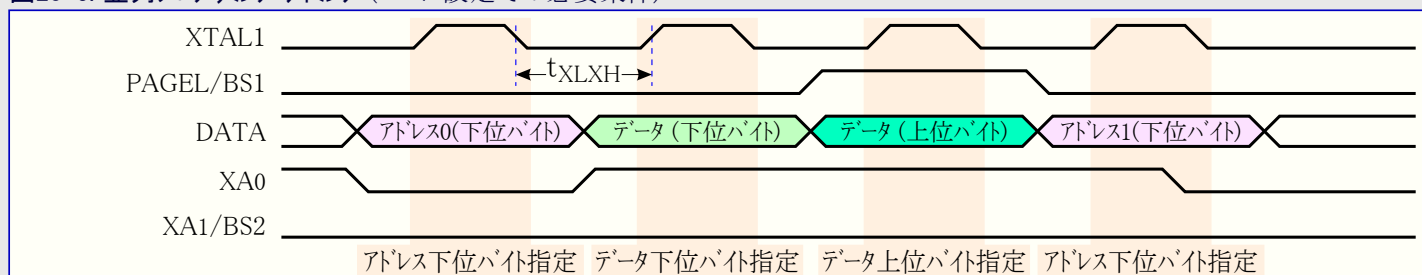 XTAL1
tXLXH
PAGEL/BS1
DATA
アドレス0(下位バイト)
データ (下位バイト)
データ (上位バイト)
アドレス1(下位バイト)
XA0
XA1/BS2
アドレス下位バイト指定
データ下位バイト指定
データ上位バイト指定
アドレス下位バイト指定